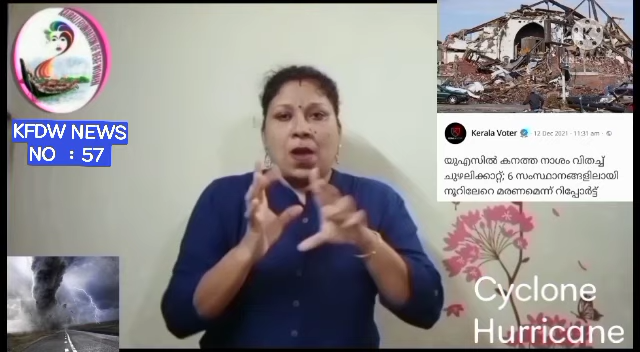 KFDW NEWS
NO : 57
Kerala Voter 12 Dec 2021 · 11:31 am ·
യുഎസിൽ കനത്ത നാശം വിതച്ച്
ചുഴലിക്കാറ്റ്; 6 സംസ്ഥാനങ്ങളിലായി
നൂറിലേറെ മരണമെന്ന് റിപ്പോർട്ട്
Cyclone
Hurricane